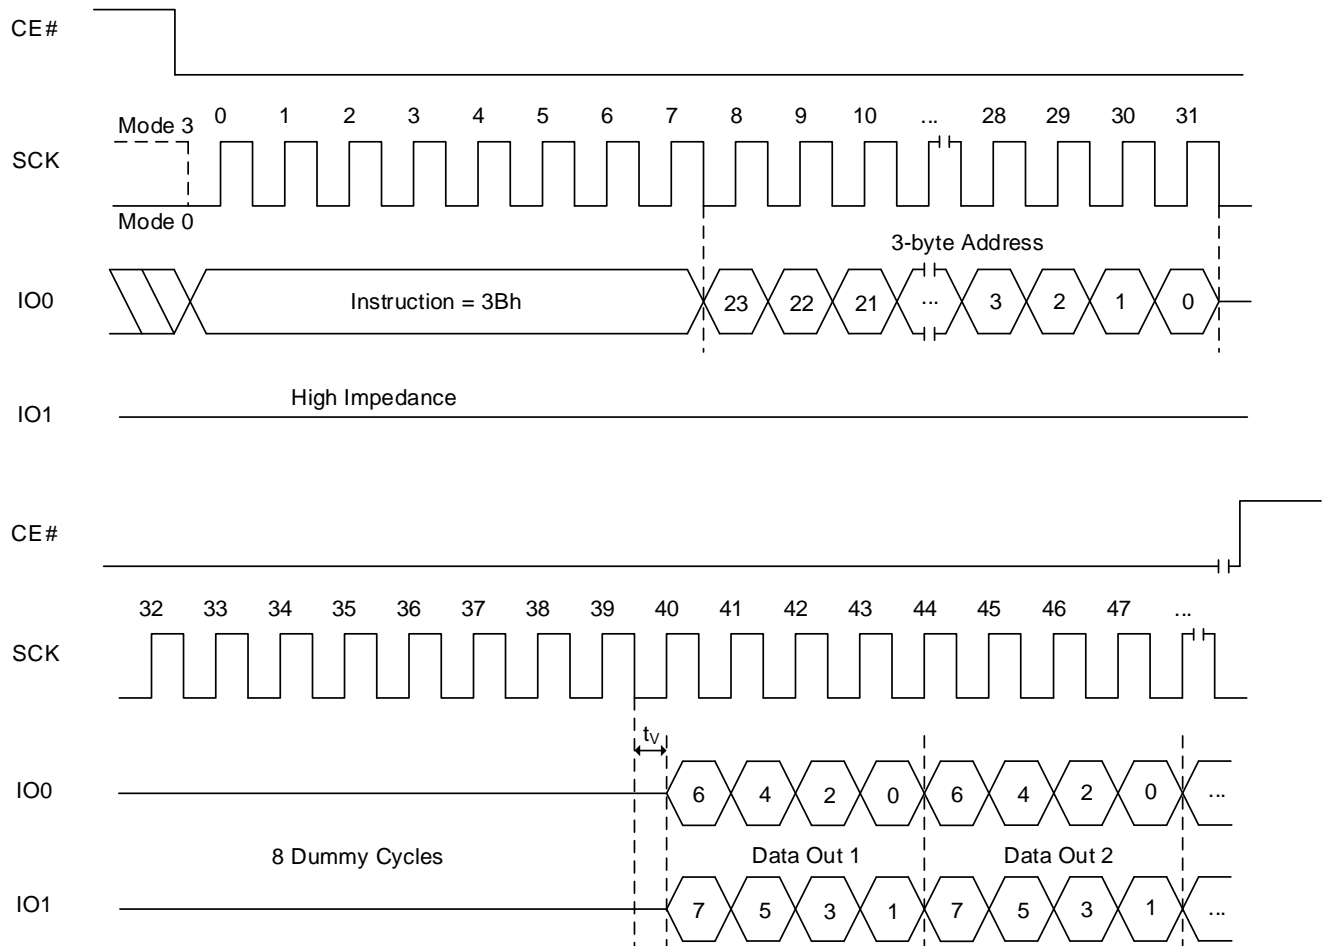 CE#
0 1 2 3 4 5 6 7 8 9 10 ... 28 29 30 31
Mode 3
SCK
Mode 0
3-byte Address
IO0 Instruction = 3Bh 23 22 21 ... 3 2 1 0
High Impedance
IO1
CE#
32 33 34 35 36 37 38 39 40 41 42 43 44 45 46 47 ...
SCK
tV
IO0 6 4 2 0 6 4 2 0 ...
8 Dummy Cycles Data Out 1 Data Out 2
IO1 7 5 3 1 7 5 3 1 ...